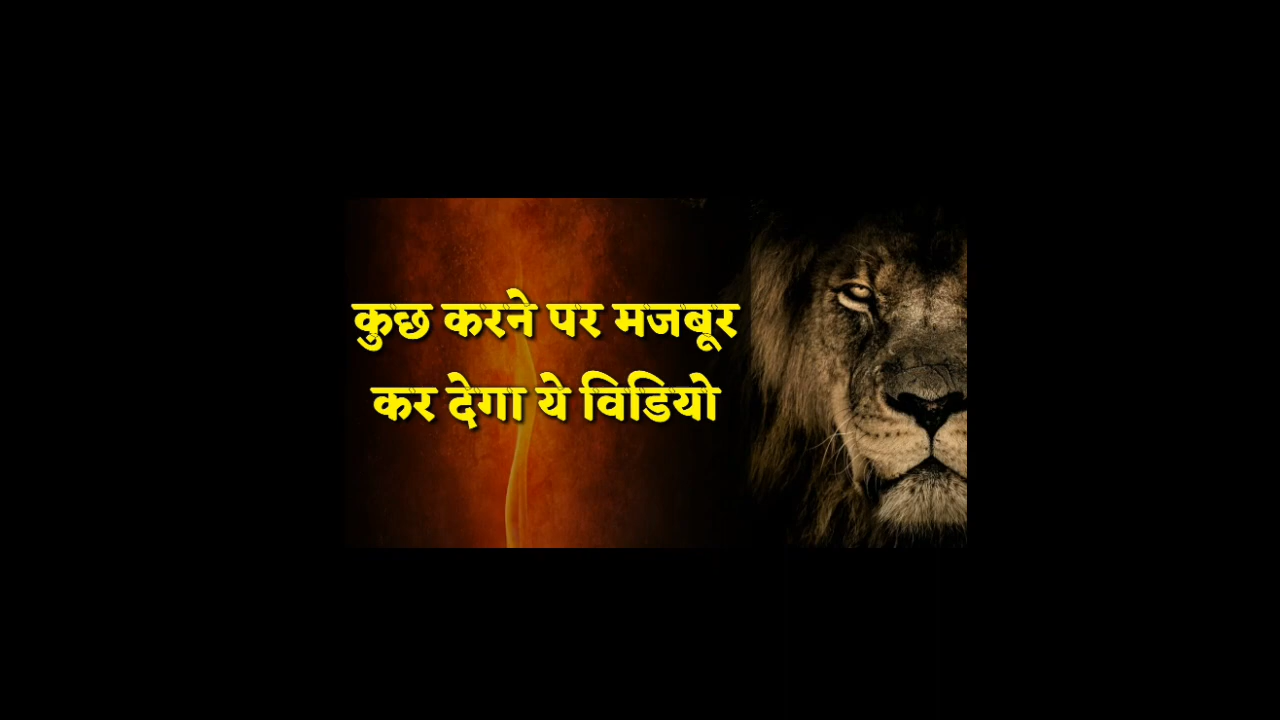 कुछ करने पर मजबूर
कर देगा ये विडियो